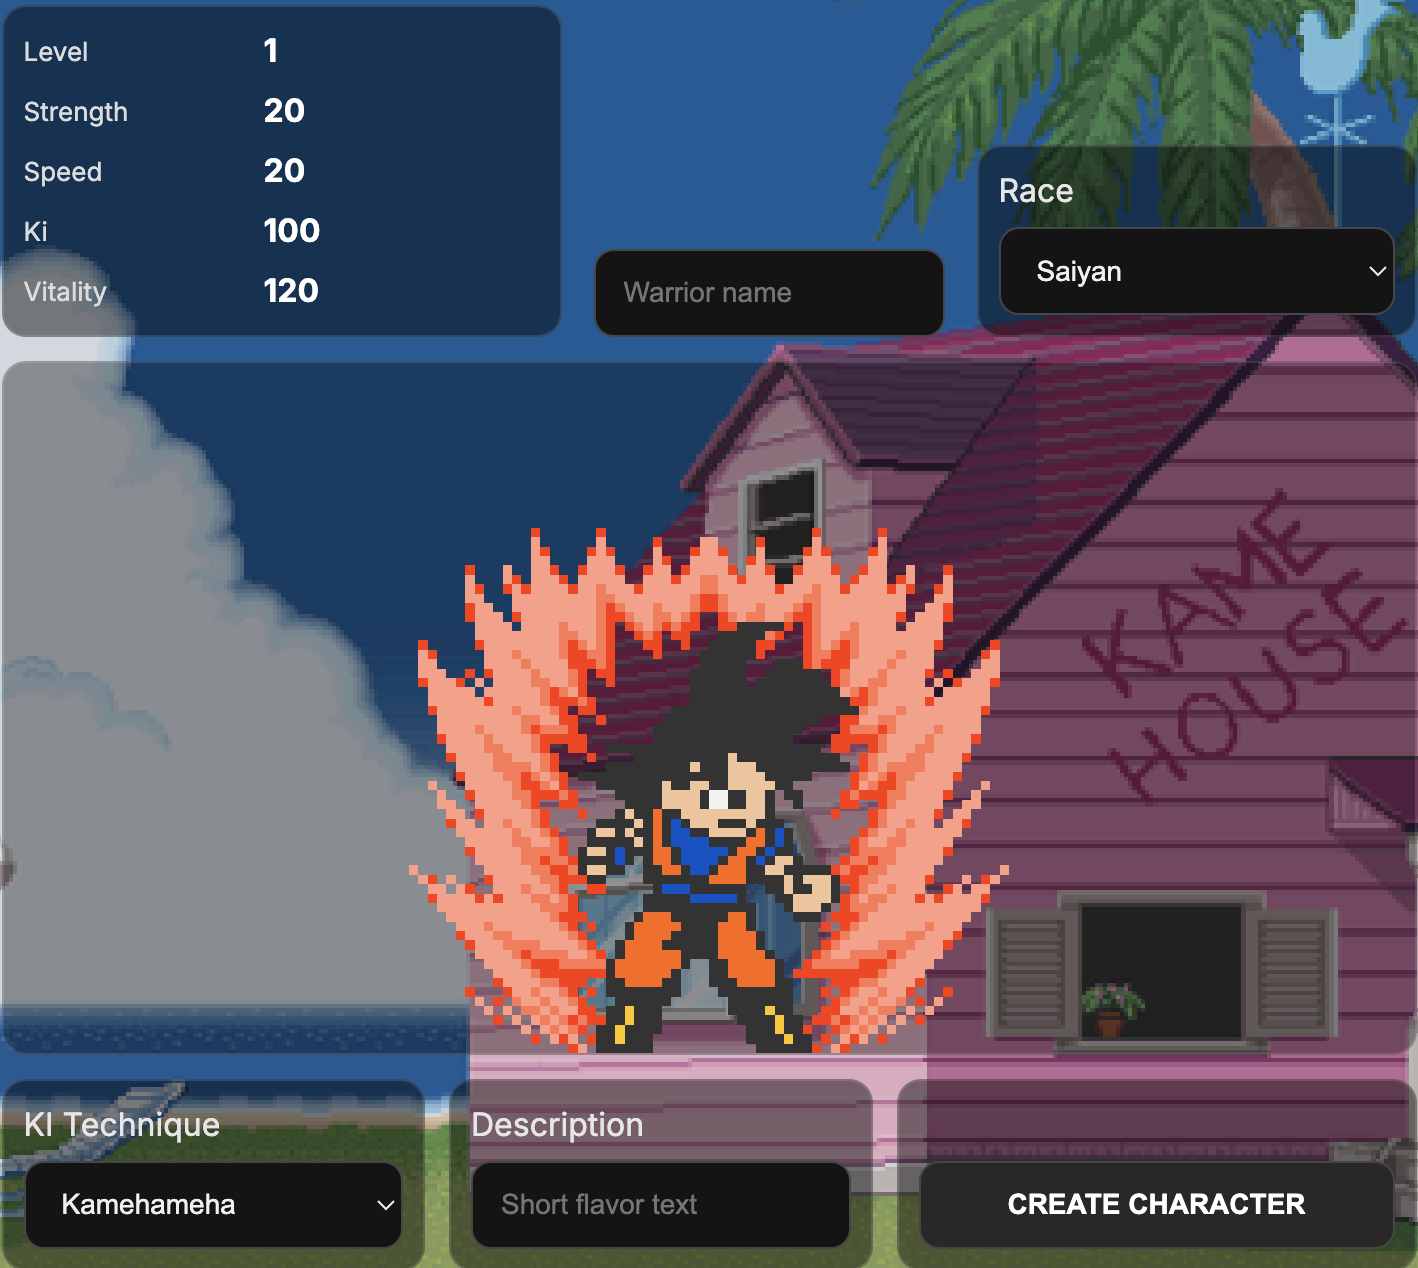 Level 1
Strength 20
Speed 20
Ki 100
Vitality 120
Warrior name
Race
Saiyan
KAME
HOUSE
KI Technique
Kamehameha
Description
Short flavor text
CREATE CHARACTER